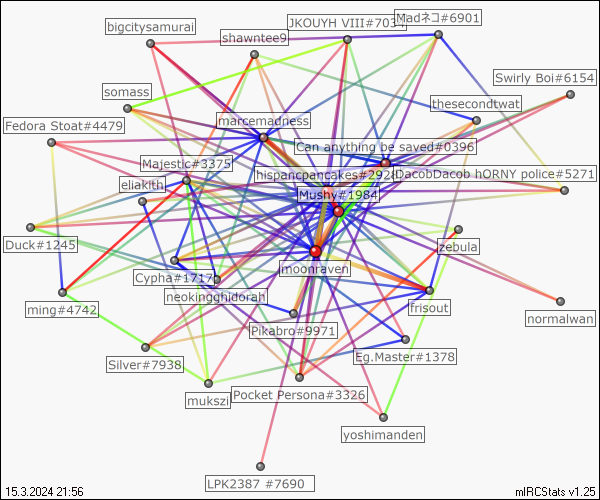 bigcitysamurai
JKOUYH VIII#7034
Madネコ#6901
shawntee9
Swirly Boi#6154
somass
thesecondtwat
marcemadness
Fedora Stoat#4479
Can anything be saved#0396
Majestic#3375
hispancpancakes#2928
DacobDacob hORNY police#5271
eliakith
Mushy#1984
Duck#1245
zebula
moonraven
Cypha#1717
neokingghidorah
ming#4742
frisout
normalwan
Pikabro#9971
Silver#7938
Eg.Master#1378
mukszi
Pocket Persona#3326
yoshimanden
LPK2387 #7690
15.3.2024 21:56
mIRCStats v1.25